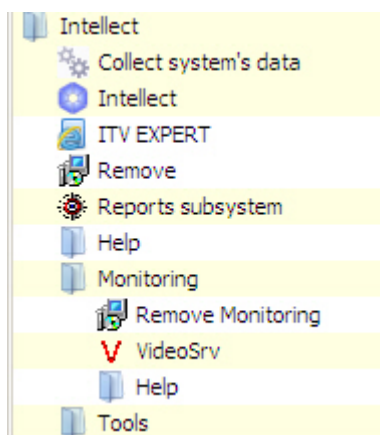 Intellect
Collect system's data
Intellect
ITV EXPERT
Remove
Reports subsystem
Help
Monitoring
Remove Monitoring
VideoSrv
Help
Tools